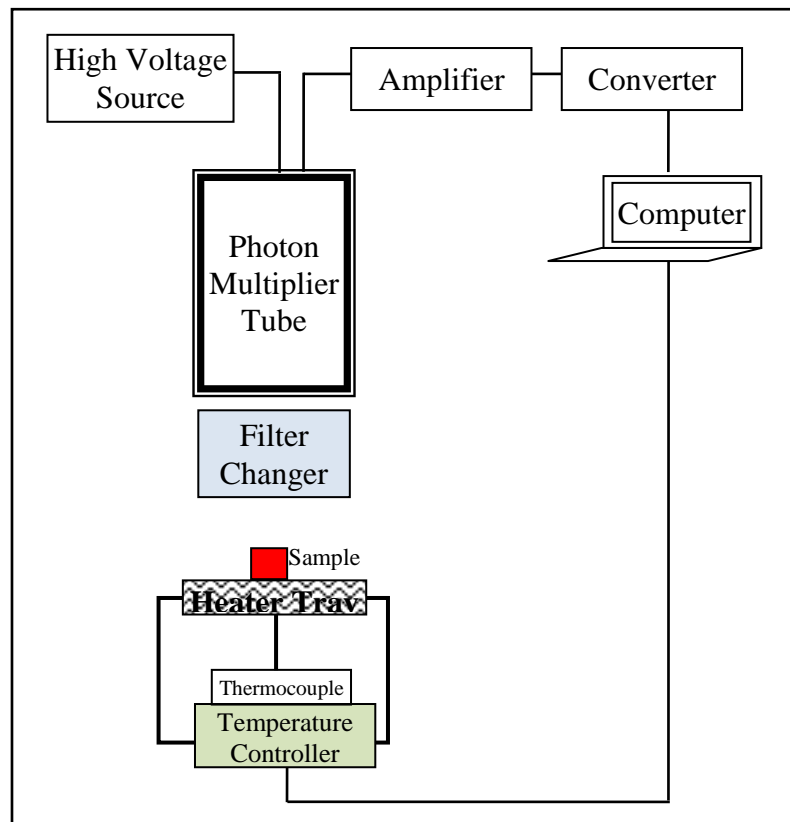 High Voltage
Source
Amplifier
Converter
Computer
Photon
Multiplier
Tube
Filter
Changer
Sample
Heater Tray
Thermocouple
Temperature
Controller